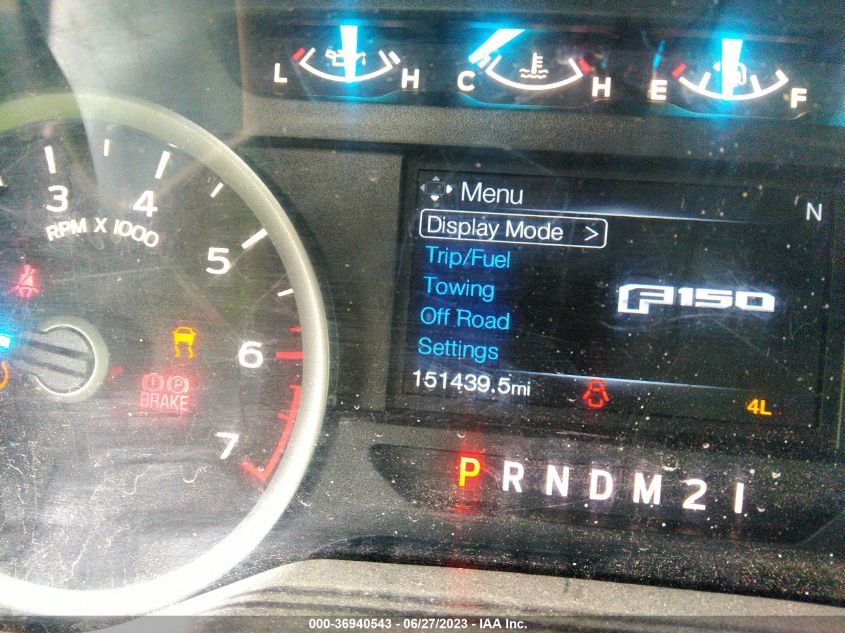 L H C H E F
3 4 5 6 7
RPM X 1000
Menu N
Display Mode >
Trip/Fuel
Towing
Off Road
Settings
F150
151439.5mi
4L
! P
BRAKE
P R N D M 2 1
000-36940543 - 06/27/2023 - IAA Inc.